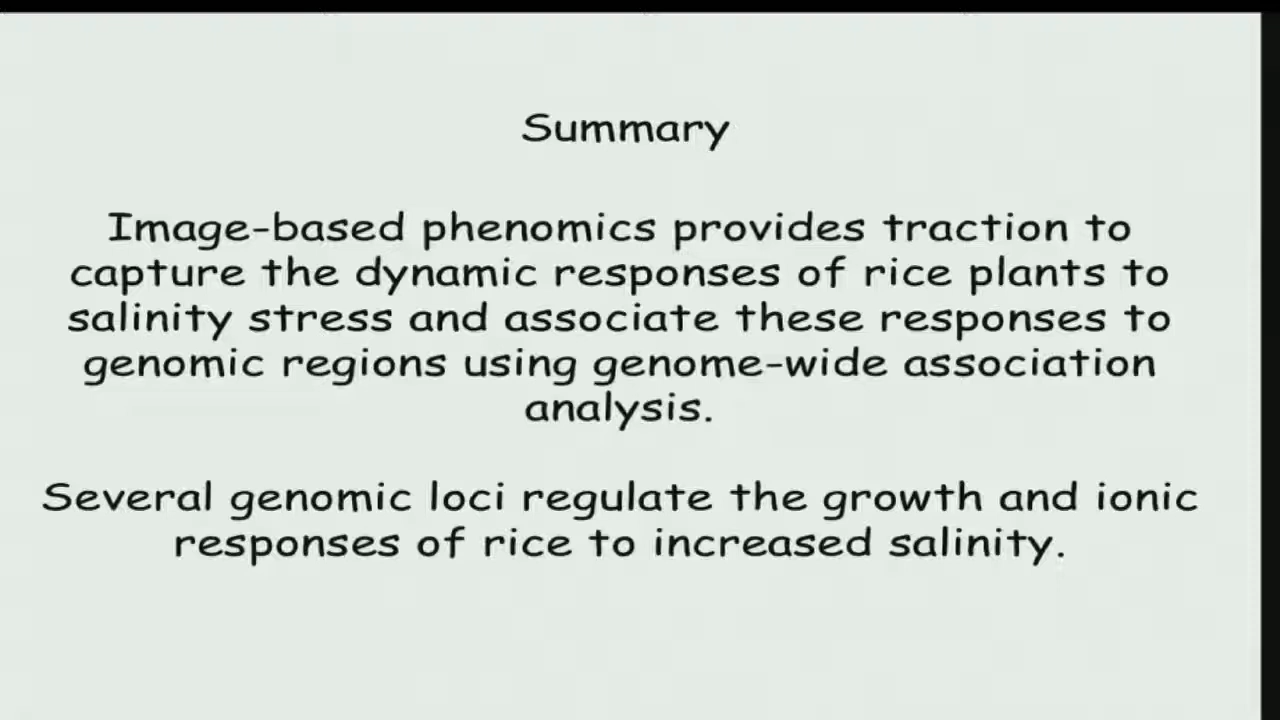 Summary
Image-based phenomics provides traction to
capture the dynamic responses of rice plants to
salinity stress and associate these responses to
genomic regions using genome-wide association
analysis.
Several genomic loci regulate the growth and ionic
responses of rice to increased salinity.